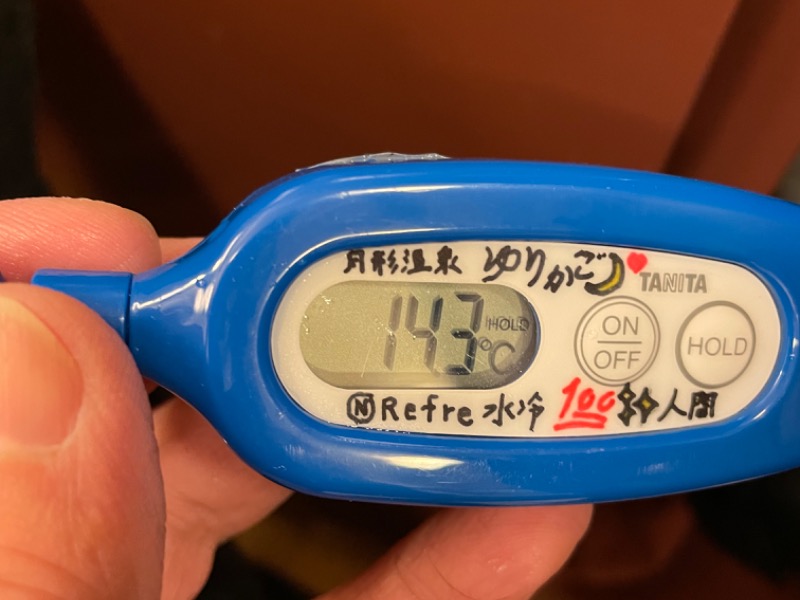 月形温泉 ゆりかご TANITA
14.3 HOLD °C
ON OFF
HOLD
Ⓝ Refre 水冷 100 人間